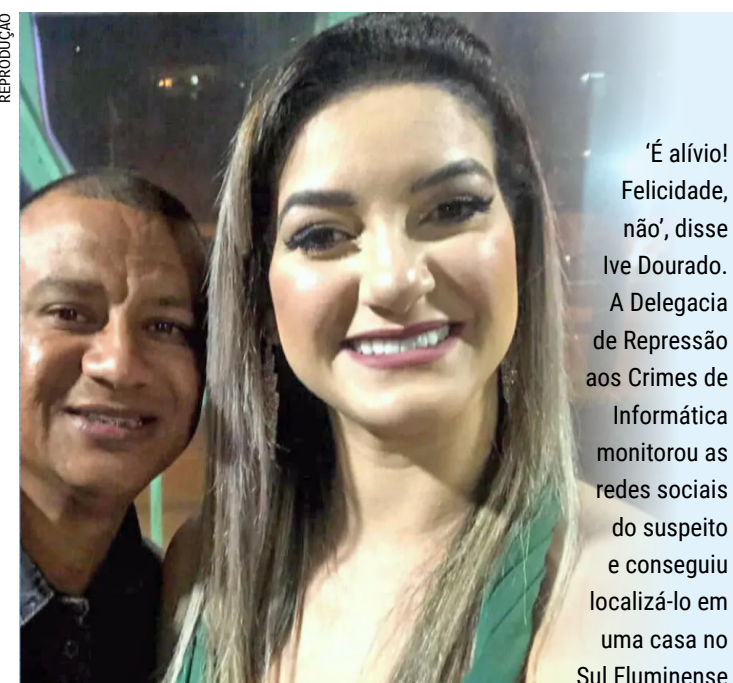 REPRODUÇÃO
‘É alívio!
Felicidade,
não’, disse
Ive Dourado.
A Delegacia
de Repressão
aos Crimes de
Informática
monitorou as
redes sociais
do suspeito
e conseguiu
localizá-lo em
uma casa no
Sul Fluminense